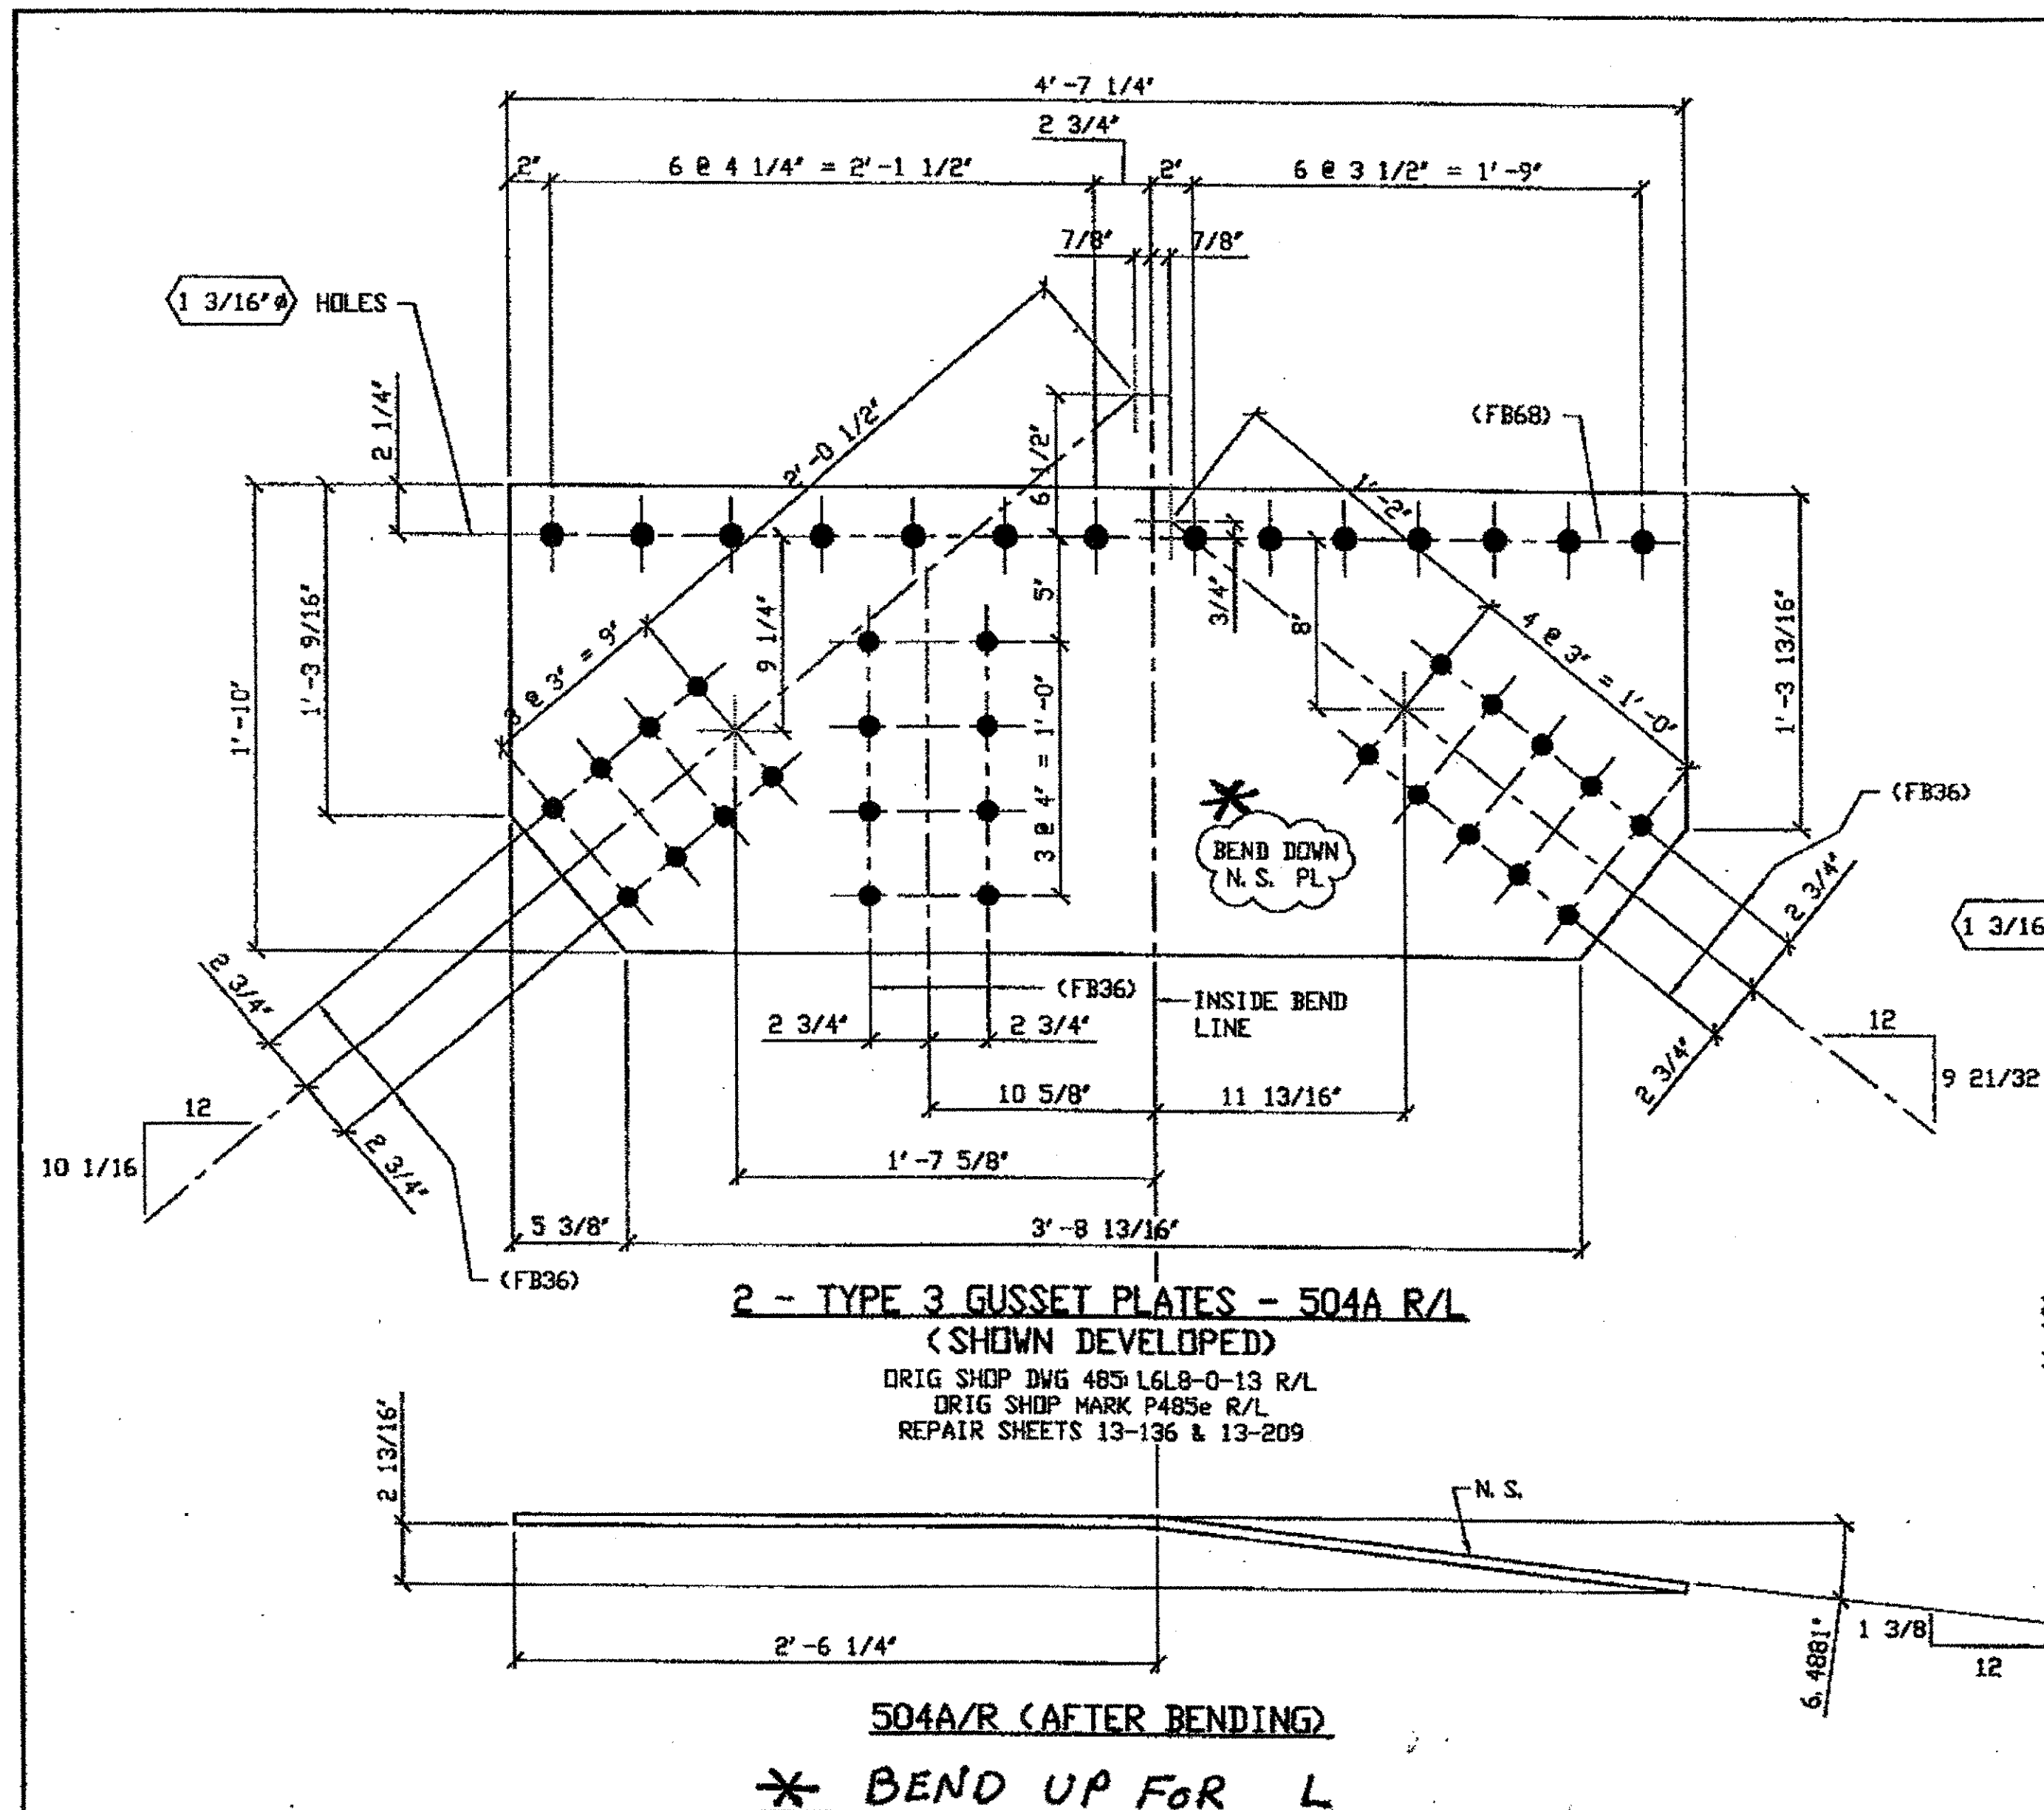 4'-7 1/4"
2 3/4"
2" 6 @ 4 1/4" = 2'-1 1/2" 2" 6 @ 3 1/2" = 1'-9"
7/8" 7/8"
1 3/16"ø HOLES
2 1/4"
2'-0 1/2"
6 1/2"
1'-2"
(FB68)
1'-10"
1'-3 9/16"
3 @ 3" = 9"
9 1/4"
5"
3/4"
8"
4 @ 3" = 1'-0"
1'-3 13/16"
3 @ 4" = 1'-0"
BEND DOWN
N.S. PL
(FB36)
2 3/4"
1 3/16
2 3/4"
(FB36)
INSIDE BEND
LINE
2 3/4" 2 3/4"
2 3/4"
12
9 21/32
10 5/8" 11 13/16"
12
10 1/16
2 3/4"
1'-7 5/8"
5 3/8" 3'-8 13/16"
(FB36)
2 - TYPE 3 GUSSET PLATES - 504A R/L
(SHOWN DEVELOPED)
ORIG SHOP DWG 485: L6L8-0-13 R/L
ORIG SHOP MARK P485e R/L
REPAIR SHEETS 13-136 & 13-209
2 13/16"
N.S.
2'-6 1/4"
6.4881°
1 3/8
12
504A/R (AFTER BENDING)
* BEND UP FOR L